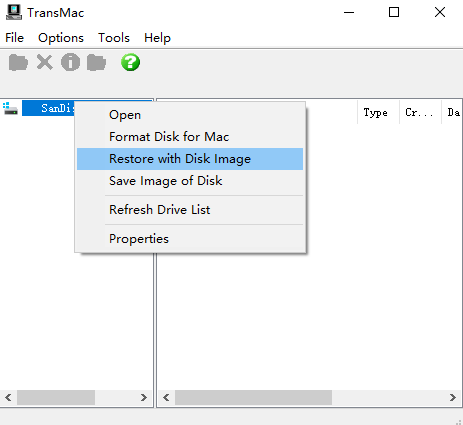 TransMac
File Options Tools Help
Type Cr... Da
Open
Format Disk for Mac
Restore with Disk Image
Save Image of Disk
Refresh Drive List
Properties